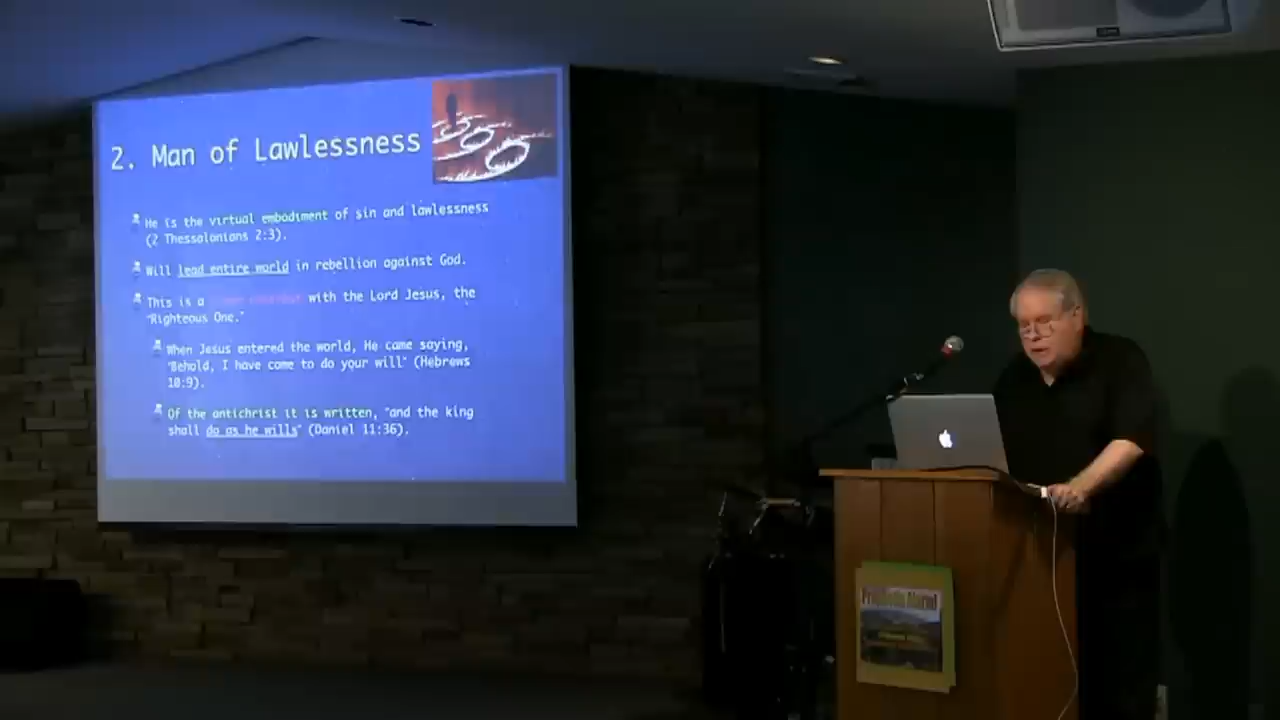 2. Man of Lawlessness
666
He is the virtual embodiment of sin and lawlessness
(2 Thessalonians 2:3).
Will lead entire world in rebellion against God.
This is a with the Lord Jesus, the
"Righteous One."
When Jesus entered the world, He came saying,
"Behold, I have come to do your will" (Hebrews
10:9).
Of the antichrist it is written, "and the king
shall do as he wills" (Daniel 11:36).